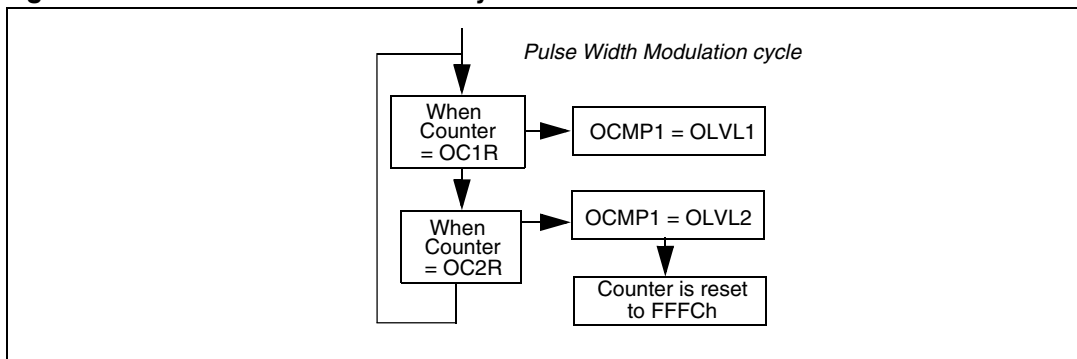 Pulse Width Modulation cycle
When
Counter
= OC1R
OCMP1 = OLVL1
When
Counter
= OC2R
OCMP1 = OLVL2
Counter is reset
to FFFCh